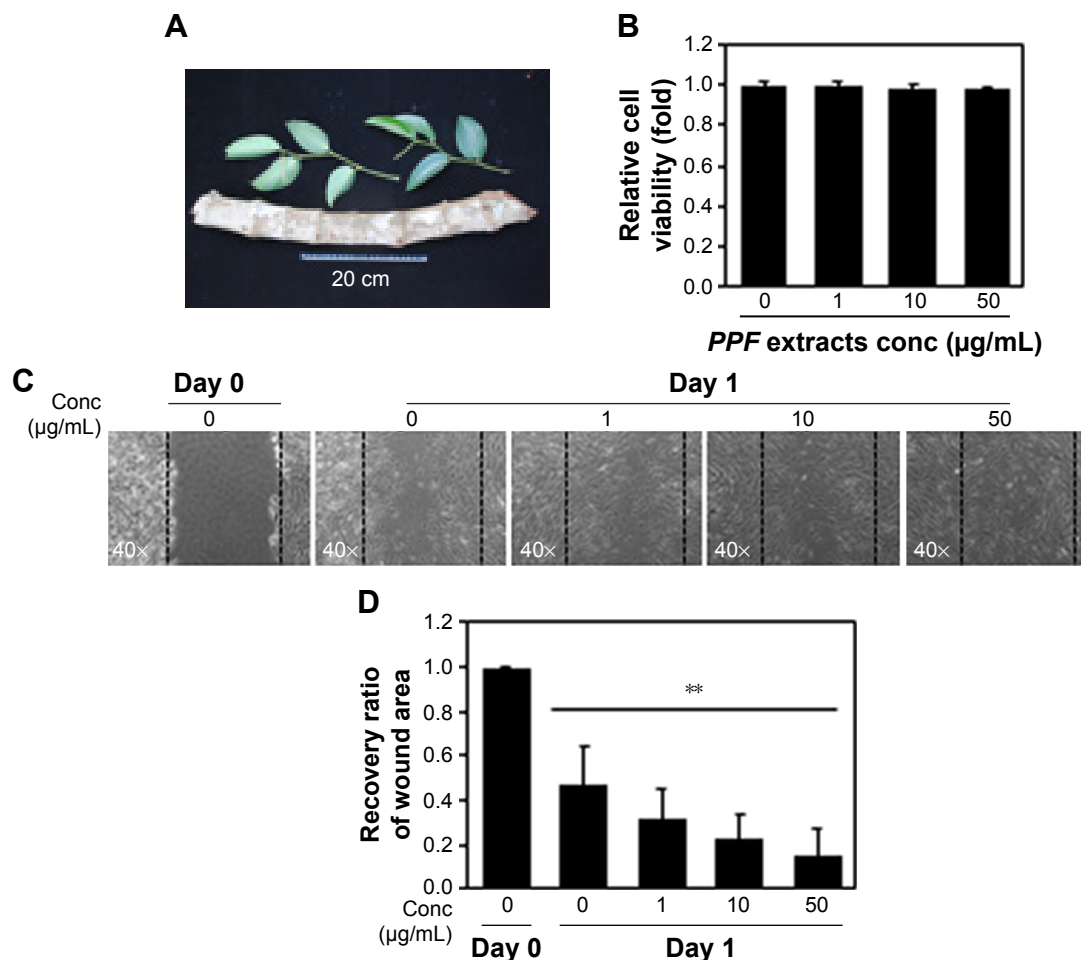 A
20 cm
B
Relative cell
viability (fold)
1.2
1.0
0.8
0.6
0.4
0.2
0.0
0 1 10 50
PPF extracts conc (µg/mL)
C
Day 0 Day 1
Conc
(µg/mL)
0 0 1 10 50
40× 40× 40× 40× 40×
D
Recovery ratio
of wound area
1.2
1.0
0.8
0.6
0.4
0.2
0.0
**
Conc
(µg/mL)
0 0 1 10 50
Day 0 Day 1